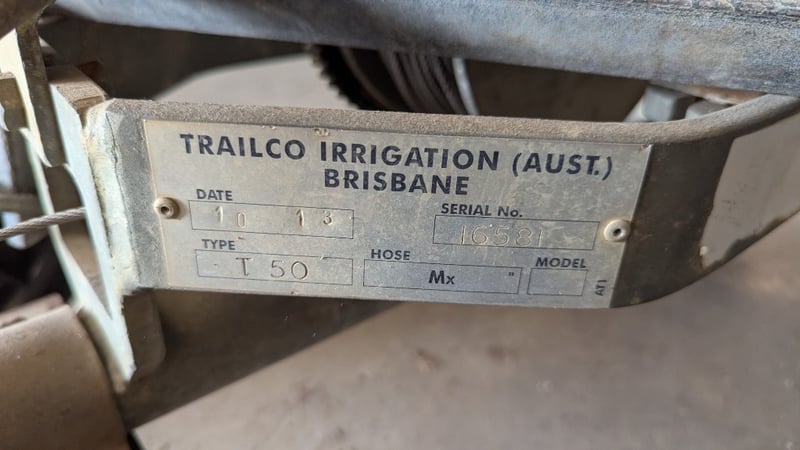 TRAILCO IRRIGATION (AUST.)
BRISBANE
DATE
10 13
SERIAL No.
16581
TYPE
T 50
HOSE
Mx "
MODEL
AT1